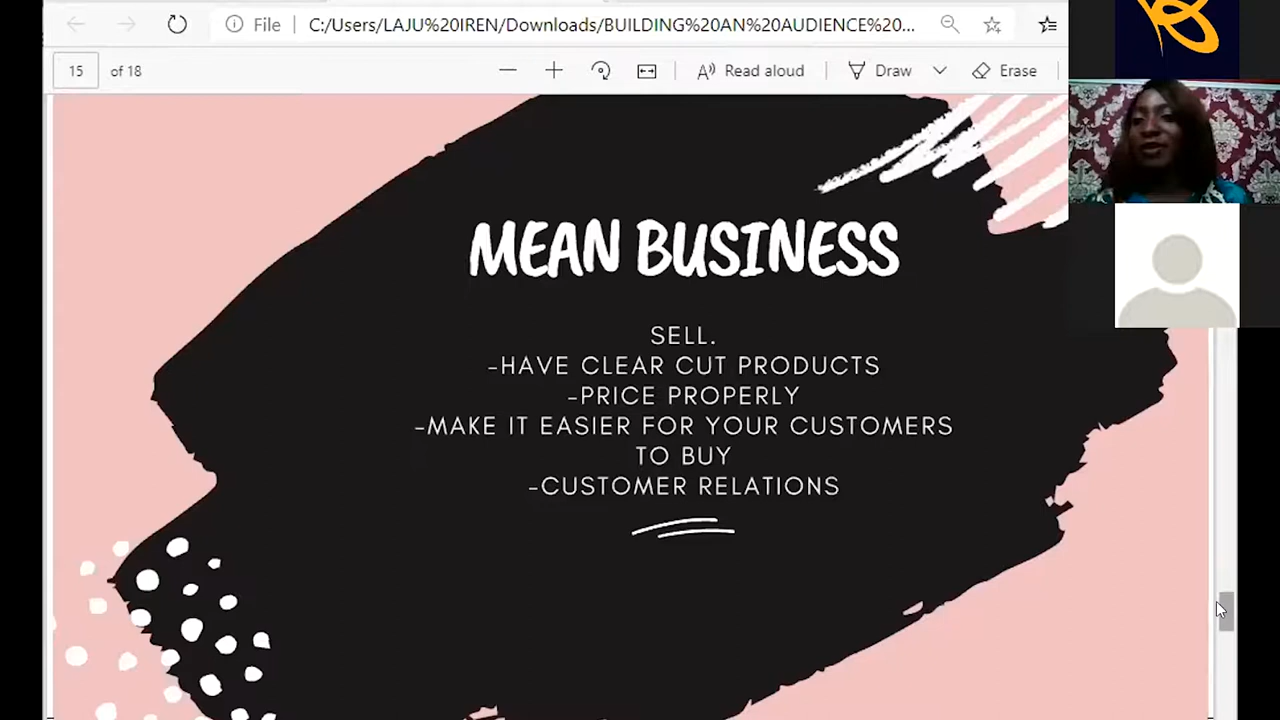 File
C:/Users/LAJU%20IREN/Downloads/BUILDING%20AN%20AUDIENCE%20...
15 of 18
Read aloud
Draw
Erase
MEAN BUSINESS
SELL.
-HAVE CLEAR CUT PRODUCTS
-PRICE PROPERLY
-MAKE IT EASIER FOR YOUR CUSTOMERS
TO BUY
-CUSTOMER RELATIONS